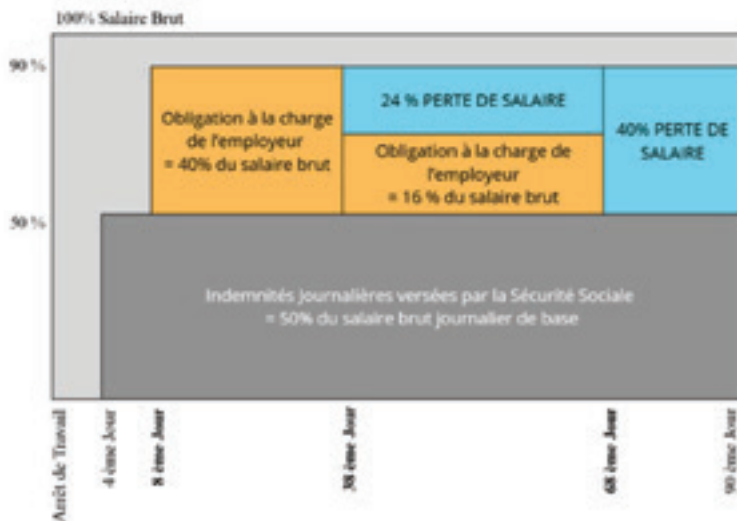 100% Salaire Brut
90 %
24 % PERTE DE SALAIRE
Obligation à la charge
de l'employeur
= 40% du salaire brut
40% PERTE DE
SALAIRE
Obligation à la charge de
l'employeur
= 16 % du salaire brut
50 %
Indemnités Journalières versées par la Sécurité Sociale
= 50% du salaire brut journalier de base
Arrêt de Travail
4 ème Jour
8 ème Jour
38 ème Jour
68 ème Jour
90 ème Jour